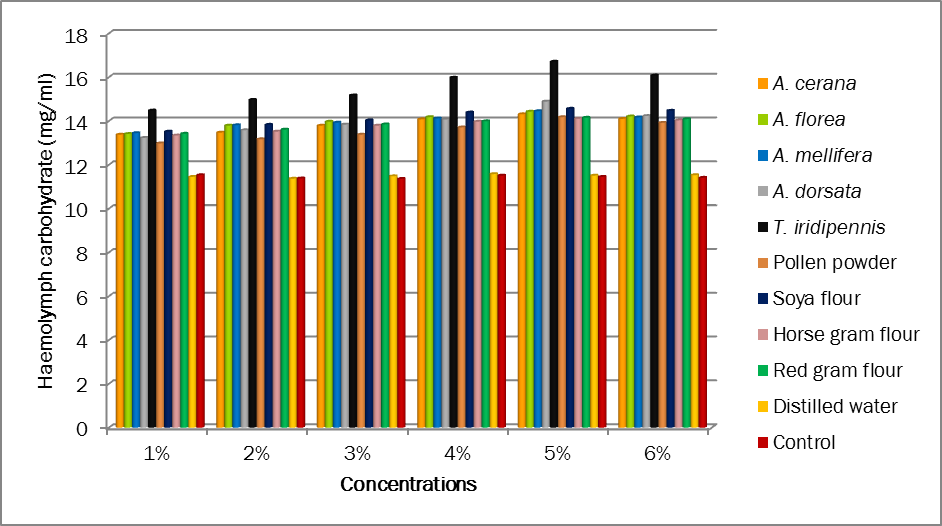 18
16
14
12
10
8
6
4
2
0
Haemolymph carbohydrate (mg/ml)
1% 2% 3% 4% 5% 6%
Concentrations
A. cerana
A. florea
A. mellifera
A. dorsata
T. iridipennis
Pollen powder
Soya flour
Horse gram flour
Red gram flour
Distilled water
Control